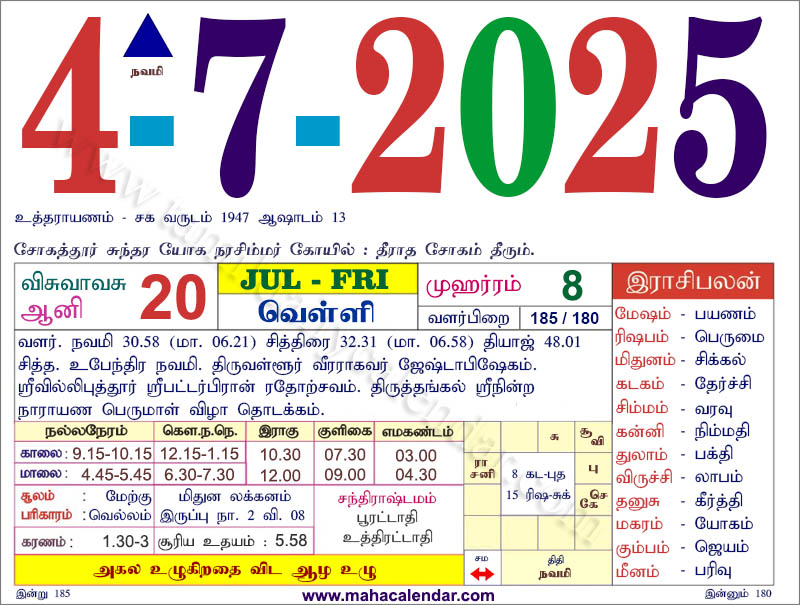 4-7-2025
நவமி
உத்தராயணம் - சக வருடம் 1947 ஆஷாடம் 13
சோகத்தூர் சுந்தர யோக நரசிம்மர் கோயில் : தீராத சோகம் தீரும்.
விசுவாவசு
ஆனி 20
JUL - FRI
வெள்ளி
முஹர்ரம் 8
வளர்பிறை 185 / 180
வளர். நவமி 30.58 (மா. 06.21) சித்திரை 32.31 (மா. 06.58) தியாஜ் 48.01
சித்த. உபேந்திர நவமி. திருவள்ளூர் வீரராகவர் ஜேஷ்டாபிஷேகம்.
ஸ்ரீவில்லிபுத்தூர் ஸ்ரீபட்டர்பிரான் ரதோற்சவம். திருத்தங்கல் ஸ்ரீநின்ற
நாராயண பெருமாள் விழா தொடக்கம்.
நல்லநேரம் கௌ.ந.நெ. இராகு குளிகை எமகண்டம்
காலை: 9.15-10.15 12.15-1.15 10.30 07.30 03.00
மாலை: 4.45-5.45 6.30-7.30 12.00 09.00 04.30
சூலம் : மேற்கு மிதுன லக்கனம்
பரிகாரம் :வெல்லம் இருப்பு நா. 2 வி. 08
கரணம்: 1.30-3 சூரிய உதயம் : 5.58
சந்திராஷ்டமம்
பூரட்டாதி
உத்திரட்டாதி
அகல உழுகிறதை விட ஆழ உழு
சு
சூ
வி
ரா
சனி
8 கட-புத
15 ரிஷ-சுக்
பு
செ
கே
சம
திதி
நவமி
இராசிபலன்
மேஷம் - பயணம்
ரிஷபம் - பெருமை
மிதுனம் - சிக்கல்
கடகம் - தேர்ச்சி
சிம்மம் - வரவு
கன்னி - நிம்மதி
துலாம் - பக்தி
விருச்சி - லாபம்
தனுசு - கீர்த்தி
மகரம் - யோகம்
கும்பம் - ஜெயம்
மீனம் - பரிவு
இன்று 185
www.mahacalendar.com
இன்னும் 180